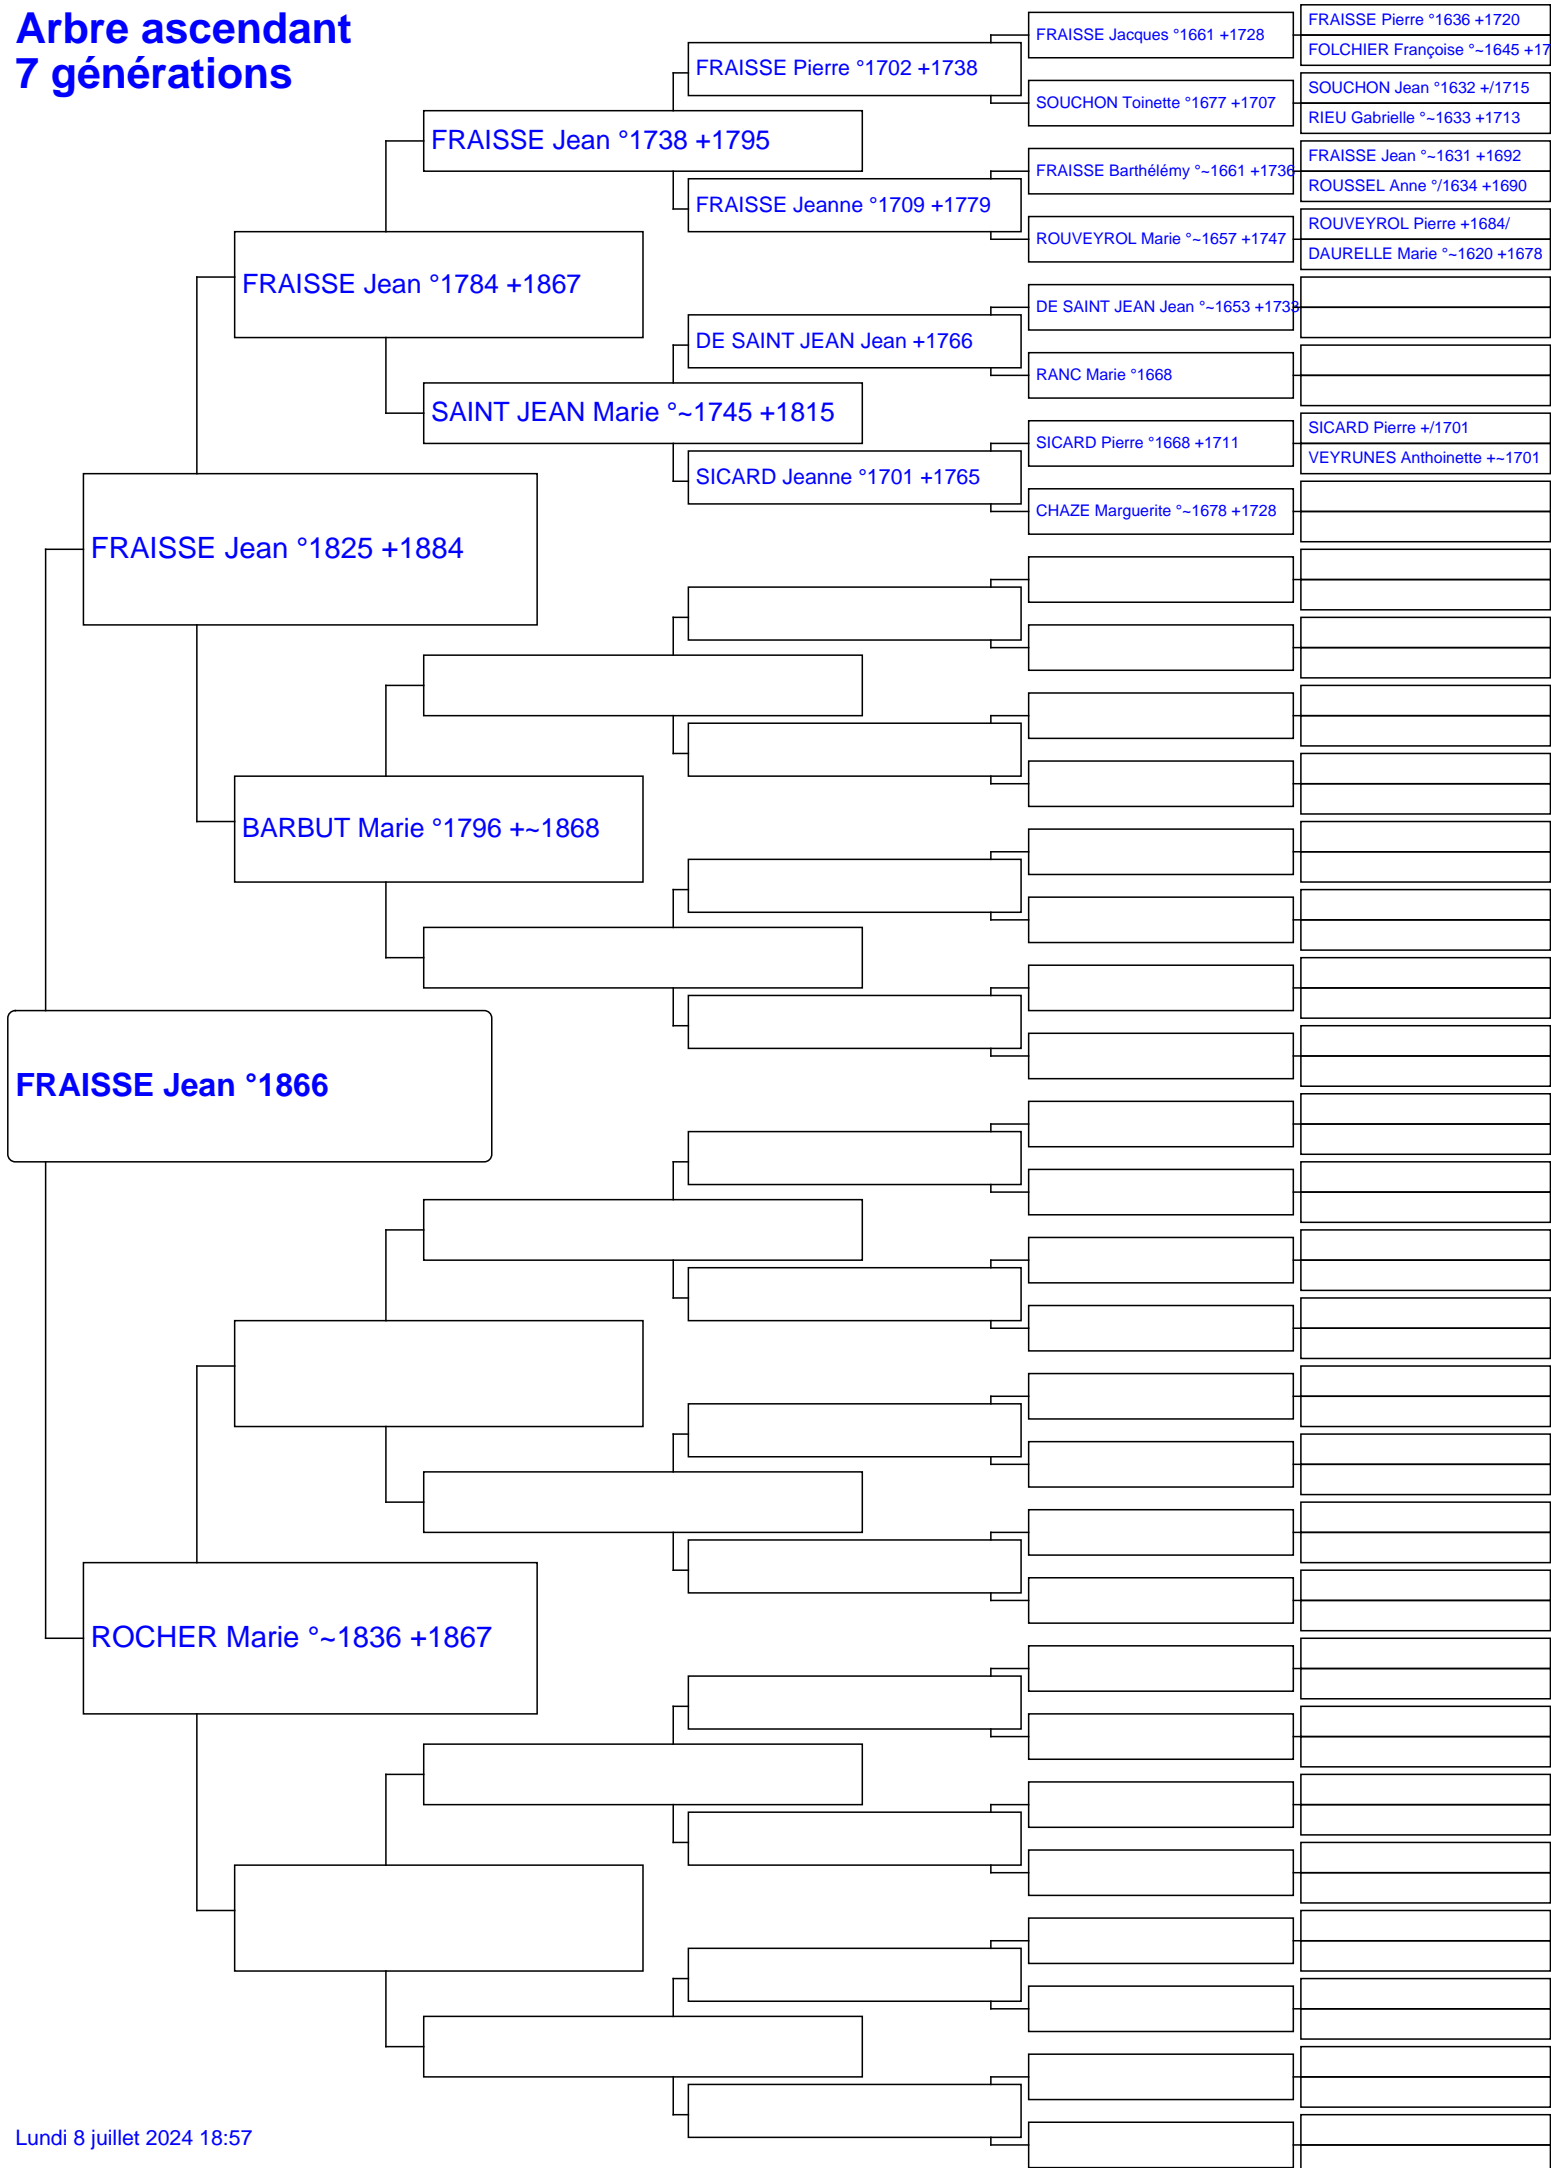 Arbre ascendant
7 générations
FRAISSE Jean °1866
FRAISSE Jean °1825 +1884
ROCHER Marie °~1836 +1867
FRAISSE Jean °1784 +1867
BARBUT Marie °1796 +~1868
FRAISSE Jean °1738 +1795
SAINT JEAN Marie °~1745 +1815
FRAISSE Pierre °1702 +1738
FRAISSE Jeanne °1709 +1779
DE SAINT JEAN Jean +1766
SICARD Jeanne °1701 +1765
FRAISSE Jacques °1661 +1728
SOUCHON Toinette °1677 +1707
FRAISSE Barthélémy °~1661 +1736
ROUVEYROL Marie °~1657 +1747
DE SAINT JEAN Jean °~1653 +1733
RANC Marie °1668
SICARD Pierre °1668 +1711
CHAZE Marguerite °~1678 +1728
FRAISSE Pierre °1636 +1720
FOLCHIER Françoise °~1645 +17
SOUCHON Jean °1632 +/1715
RIEU Gabrielle °~1633 +1713
FRAISSE Jean °~1631 +1692
ROUSSEL Anne °/1634 +1690
ROUVEYROL Pierre +1684/
DAURELLE Marie °~1620 +1678
SICARD Pierre +/1701
VEYRUNES Anthoinette +~1701
Lundi 8 juillet 2024 18:57